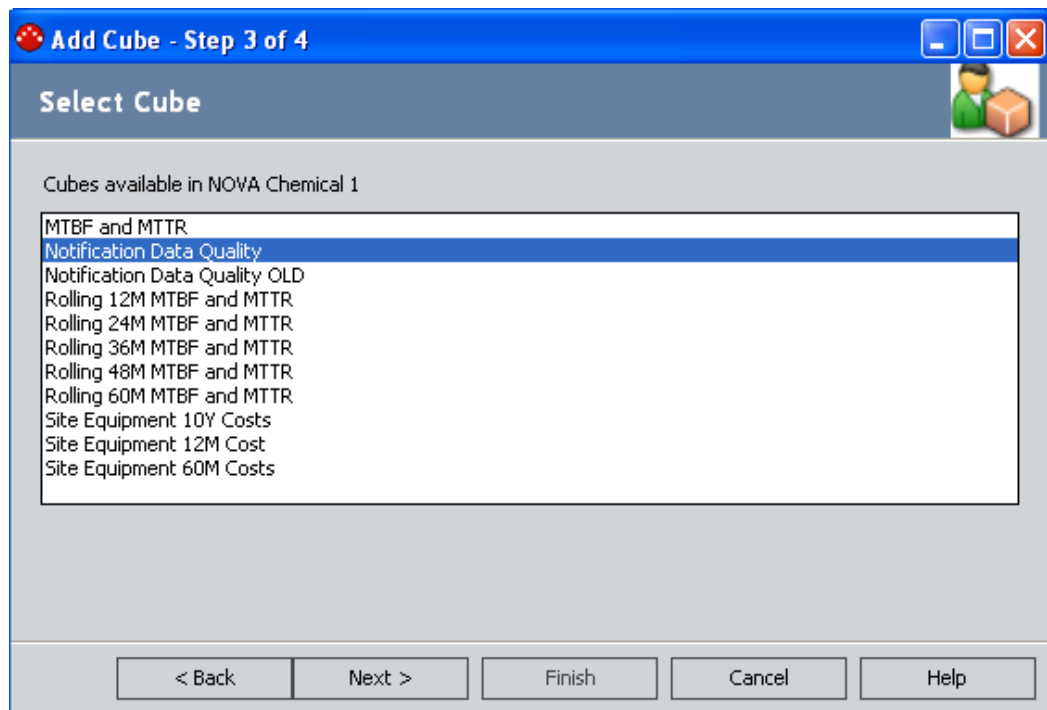 Add Cube - Step 3 of 4
Select Cube
Cubes available in NOVA Chemical 1
MTBF and MTTR
Notification Data Quality
Notification Data Quality OLD
Rolling 12M MTBF and MTTR
Rolling 24M MTBF and MTTR
Rolling 36M MTBF and MTTR
Rolling 48M MTBF and MTTR
Rolling 60M MTBF and MTTR
Site Equipment 10Y Costs
Site Equipment 12M Cost
Site Equipment 60M Costs
< Back Next > Finish Cancel Help